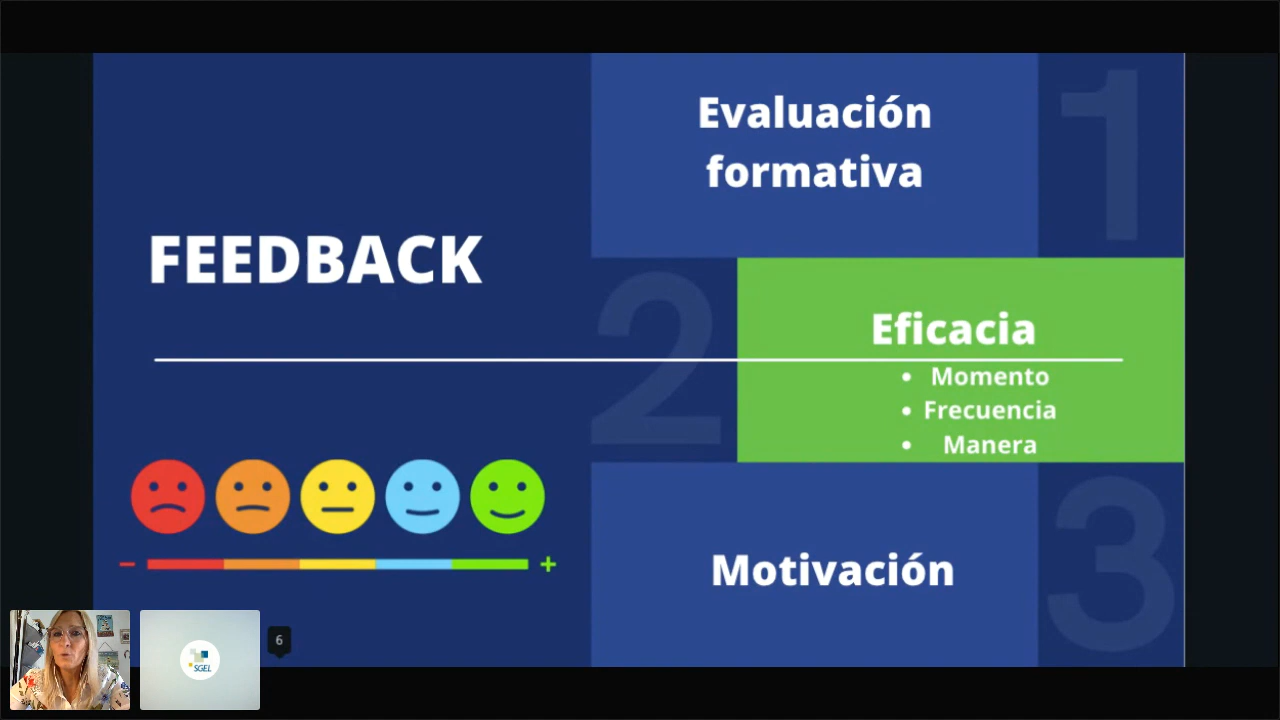 FEEDBACK
Evaluación
formativa
1
2
Eficacia
• Momento
• Frecuencia
• Manera
Motivación
3
- +
SGEL
6